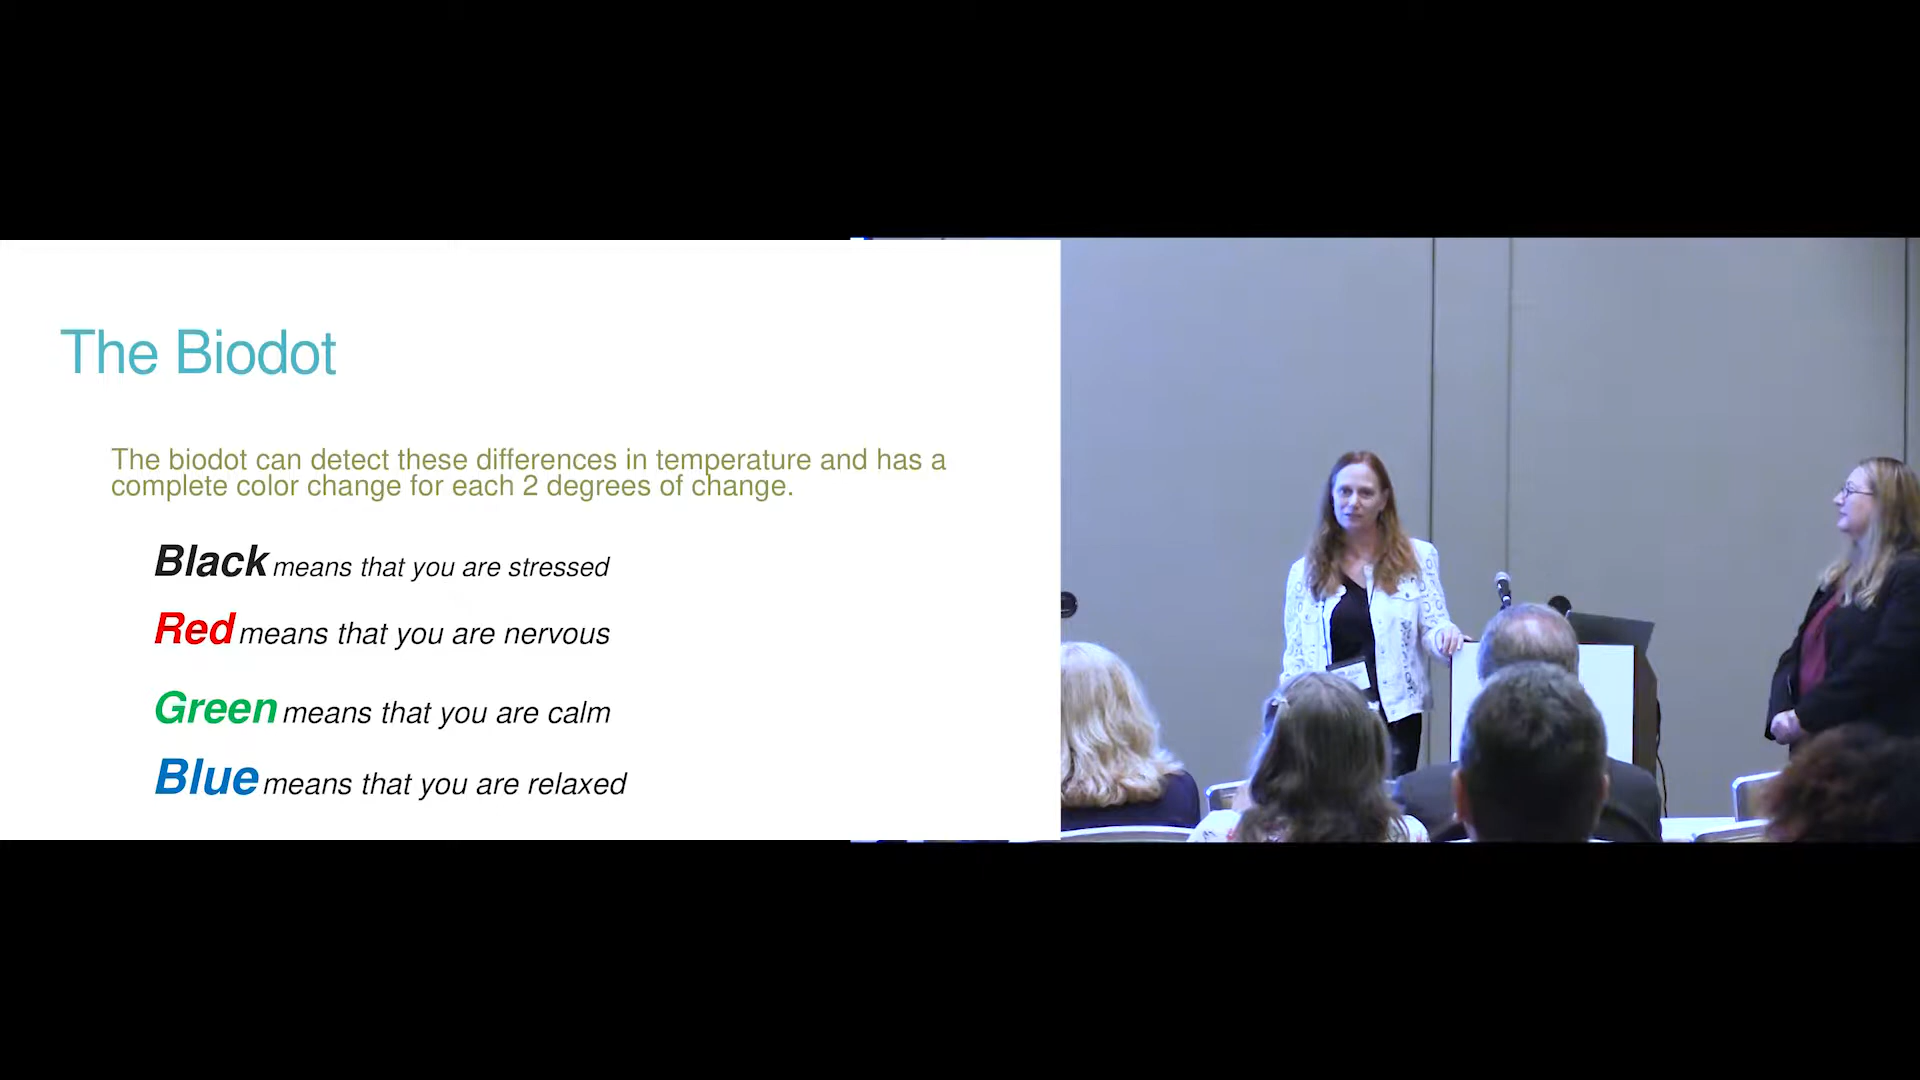 The Biodot
The biodot can detect these differences in temperature and has a
complete color change for each 2 degrees of change.
Black means that you are stressed
Red means that you are nervous
Green means that you are calm
Blue means that you are relaxed